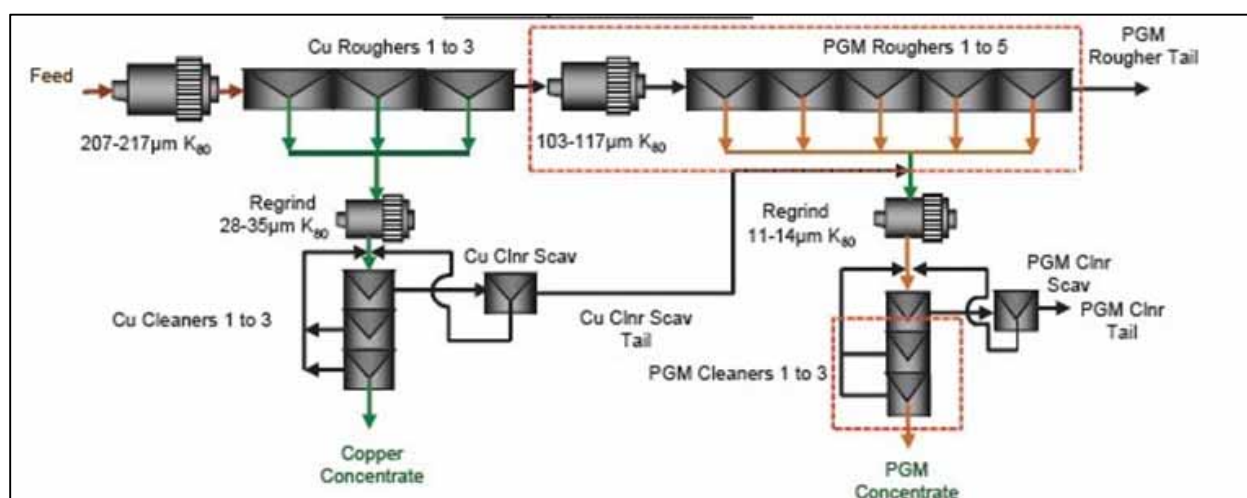 Cu Roughers 1 to 3
PGM Roughers 1 to 5
PGM
Rougher Tail
Feed
207-217µm K80
103-117µm K80
Regrind
28-35µm K80
Regrind
11-14µm K80
Cu Clnr Scav
PGM Clnr
Scav
Cu Cleaners 1 to 3
Cu Clnr Scav
Tail
PGM Clnr
Tail
PGM Cleaners 1 to 3
Copper
Concentrate
PGM
Concentrate